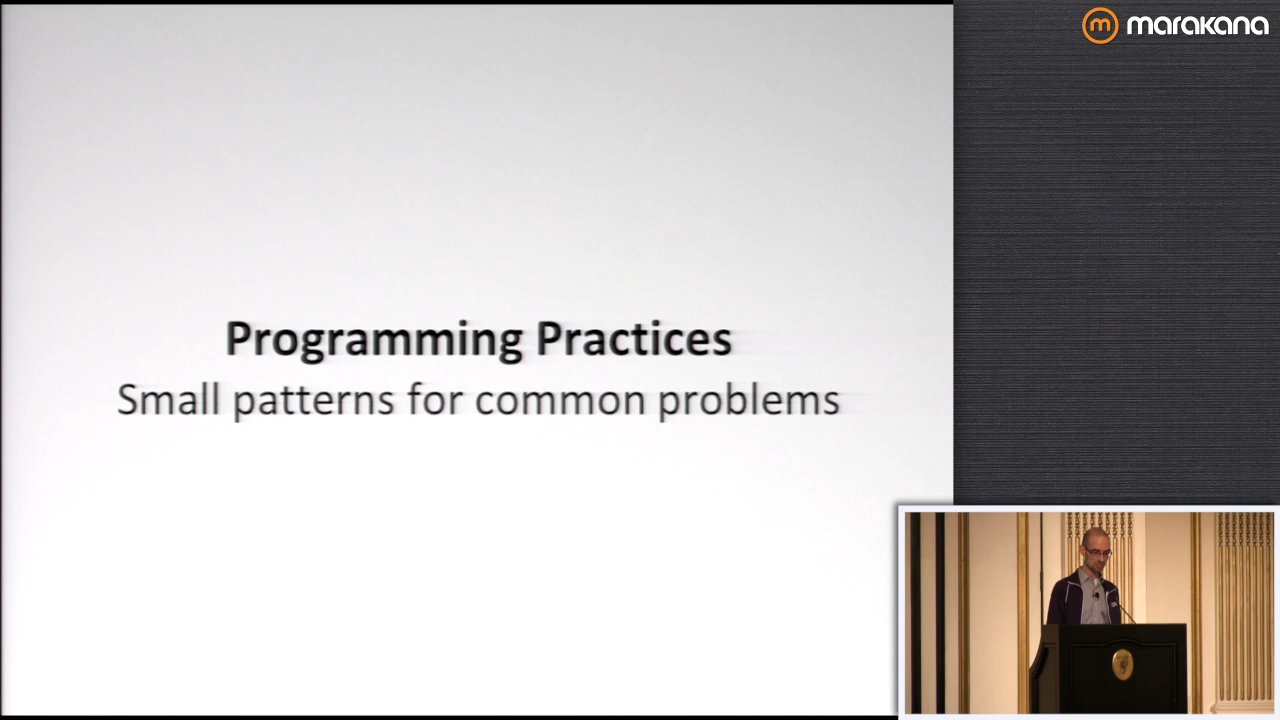 marakana
Programming Practices
Small patterns for common problems